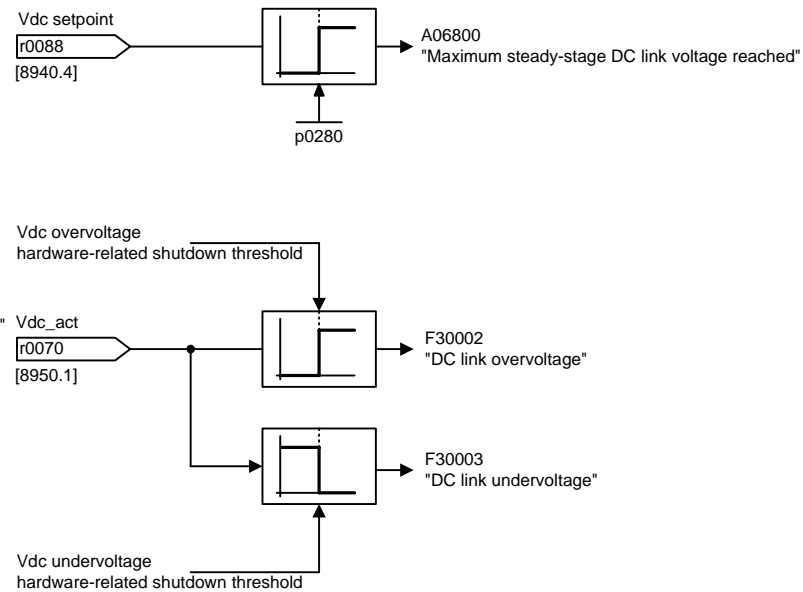 Vdc setpoint
r0088
[8940.4]
A06800
"Maximum steady-stage DC link voltage reached"
p0280
Vdc overvoltage
hardware-related shutdown threshold
" Vdc_act
r0070
[8950.1]
F30002
"DC link overvoltage"
F30003
"DC link undervoltage"
Vdc undervoltage
hardware-related shutdown threshold